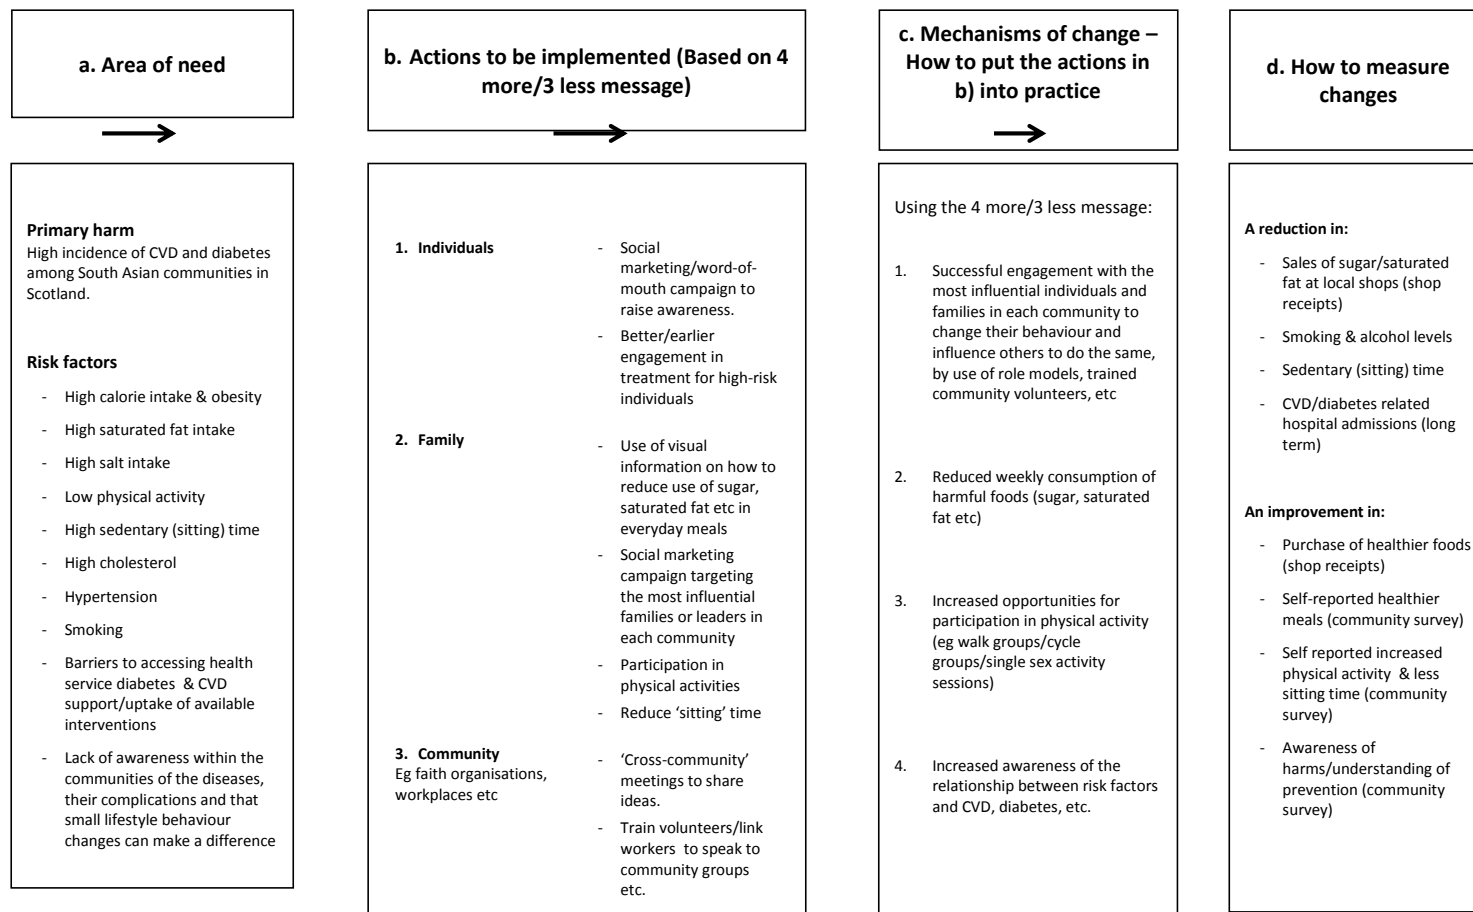 a. Area of need
b. Actions to be implemented (Based on 4
more/3 less message)
c. Mechanisms of change –
How to put the actions in
b) into practice
d. How to measure
changes
Primary harm
High incidence of CVD and diabetes
among South Asian communities in
Scotland.
Risk factors
- High calorie intake & obesity
- High saturated fat intake
- High salt intake
- Low physical activity
- High sedentary (sitting) time
- High cholesterol
- Hypertension
- Smoking
- Barriers to accessing health
service diabetes & CVD
support/uptake of available
interventions
- Lack of awareness within the
communities of the diseases,
their complications and that
small lifestyle behaviour
changes can make a difference
1. Individuals
- Social
marketing/word-of-
mouth campaign to
raise awareness.
- Better/earlier
engagement in
treatment for high-risk
individuals
2. Family
- Use of visual
information on how to
reduce use of sugar,
saturated fat etc in
everyday meals
- Social marketing
campaign targeting
the most influential
families or leaders in
each community
- Participation in
physical activities
- Reduce ‘sitting’ time
3. Community
Eg faith organisations,
workplaces etc
- ‘Cross-community’
meetings to share
ideas.
- Train volunteers/link
workers to speak to
community groups
etc.
Using the 4 more/3 less message:
1. Successful engagement with the
most influential individuals and
families in each community to
change their behaviour and
influence others to do the same,
by use of role models, trained
community volunteers, etc
2. Reduced weekly consumption of
harmful foods (sugar, saturated
fat etc)
3. Increased opportunities for
participation in physical activity
(eg walk groups/cycle
groups/single sex activity
sessions)
4. Increased awareness of the
relationship between risk factors
and CVD, diabetes, etc.
A reduction in:
- Sales of sugar/saturated
fat at local shops (shop
receipts)
- Smoking & alcohol levels
- Sedentary (sitting) time
- CVD/diabetes related
hospital admissions (long
term)
An improvement in:
- Purchase of healthier foods
(shop receipts)
- Self-reported healthier
meals (community survey)
- Self reported increased
physical activity & less
sitting time (community
survey)
- Awareness of
harms/understanding of
prevention (community
survey)